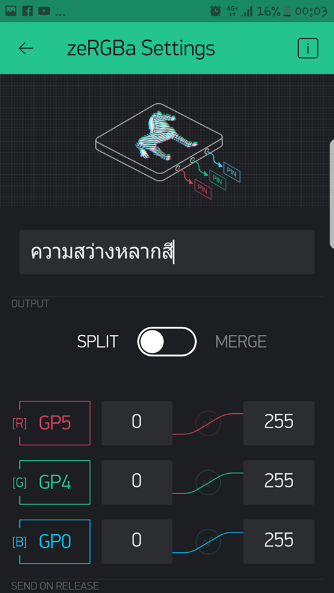 4G+ 16% 00:03
zeRGBa Settings
PIN
PIN
PIN
ความสว่างหลากสี
OUTPUT
SPLIT MERGE
[R] GP5 0 255
[G] GP4 0 255
[B] GP0 0 255
SEND ON RELEASE